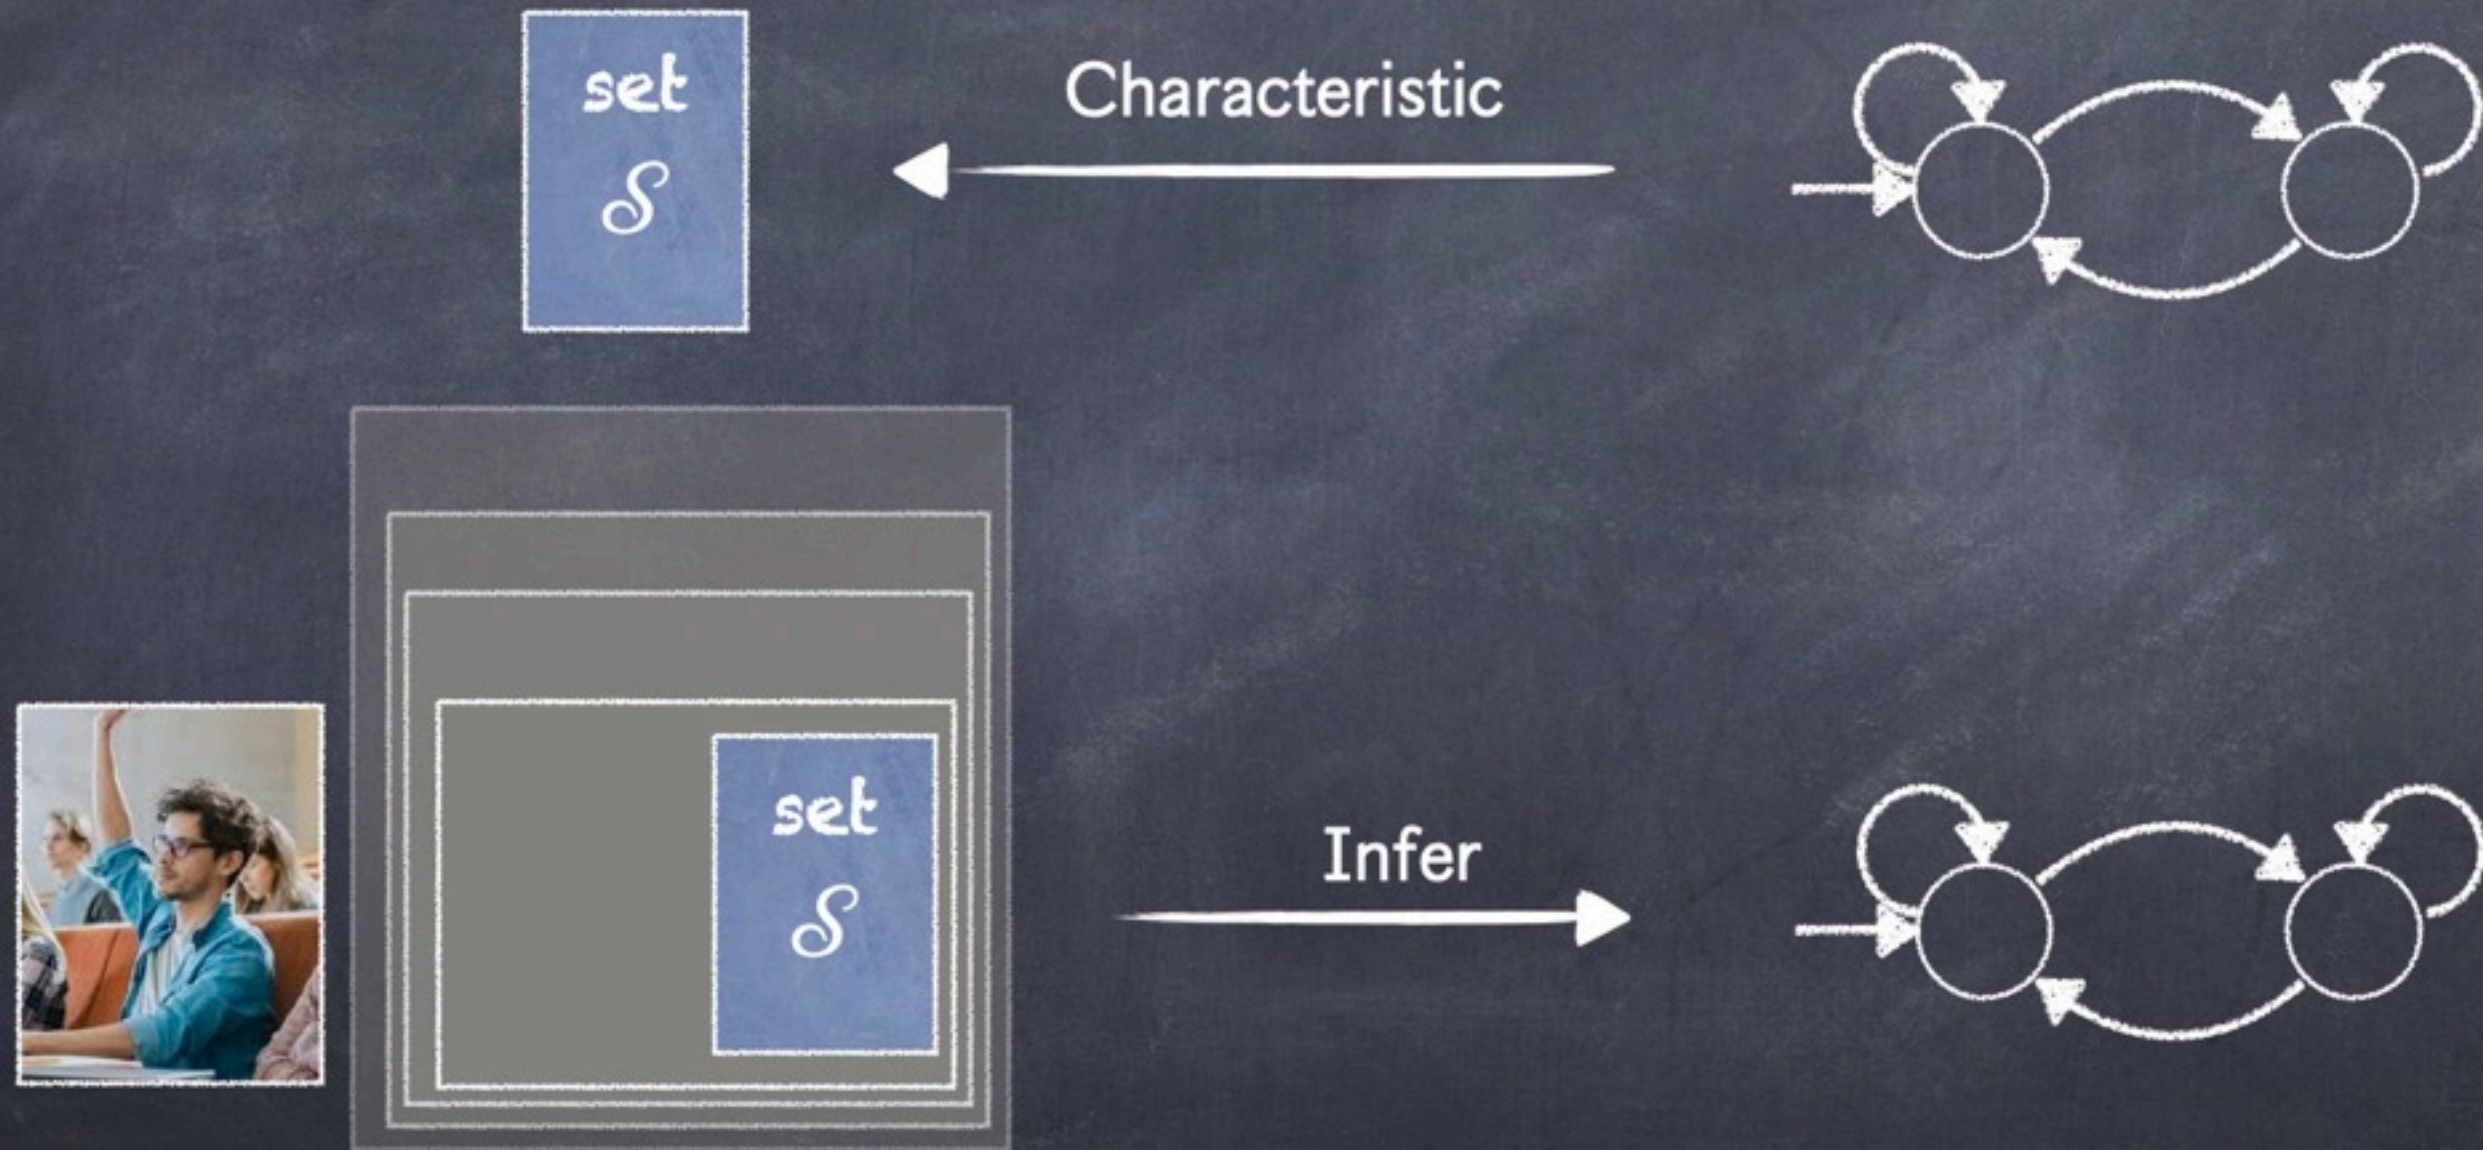 set
𝒮
Characteristic
set
𝒮
Infer